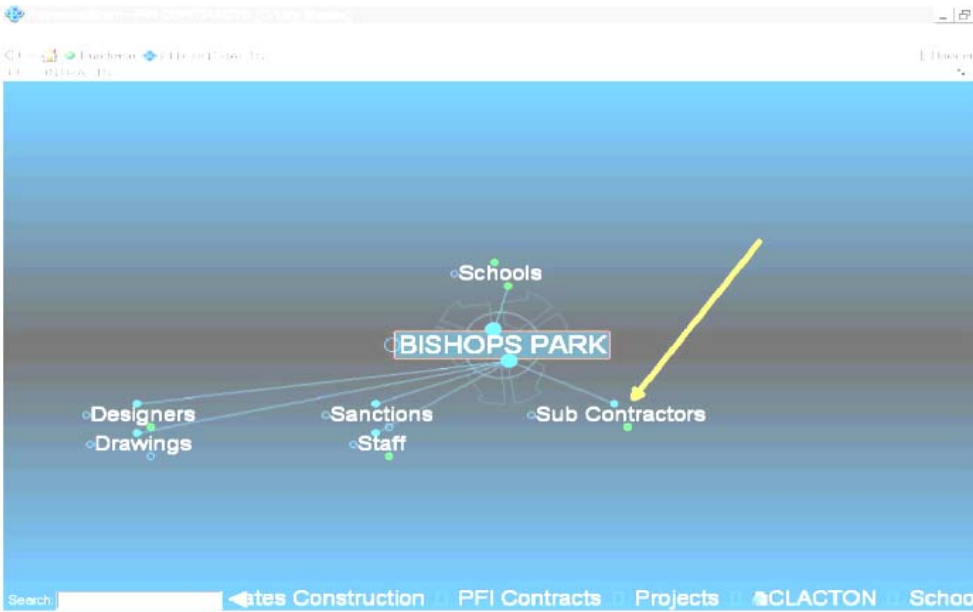 Schools
BISHOPS PARK
Designers Sanctions Sub Contractors
Drawings Staff
Search: ates Construction PFI Contracts Projects CLACTON Schoo